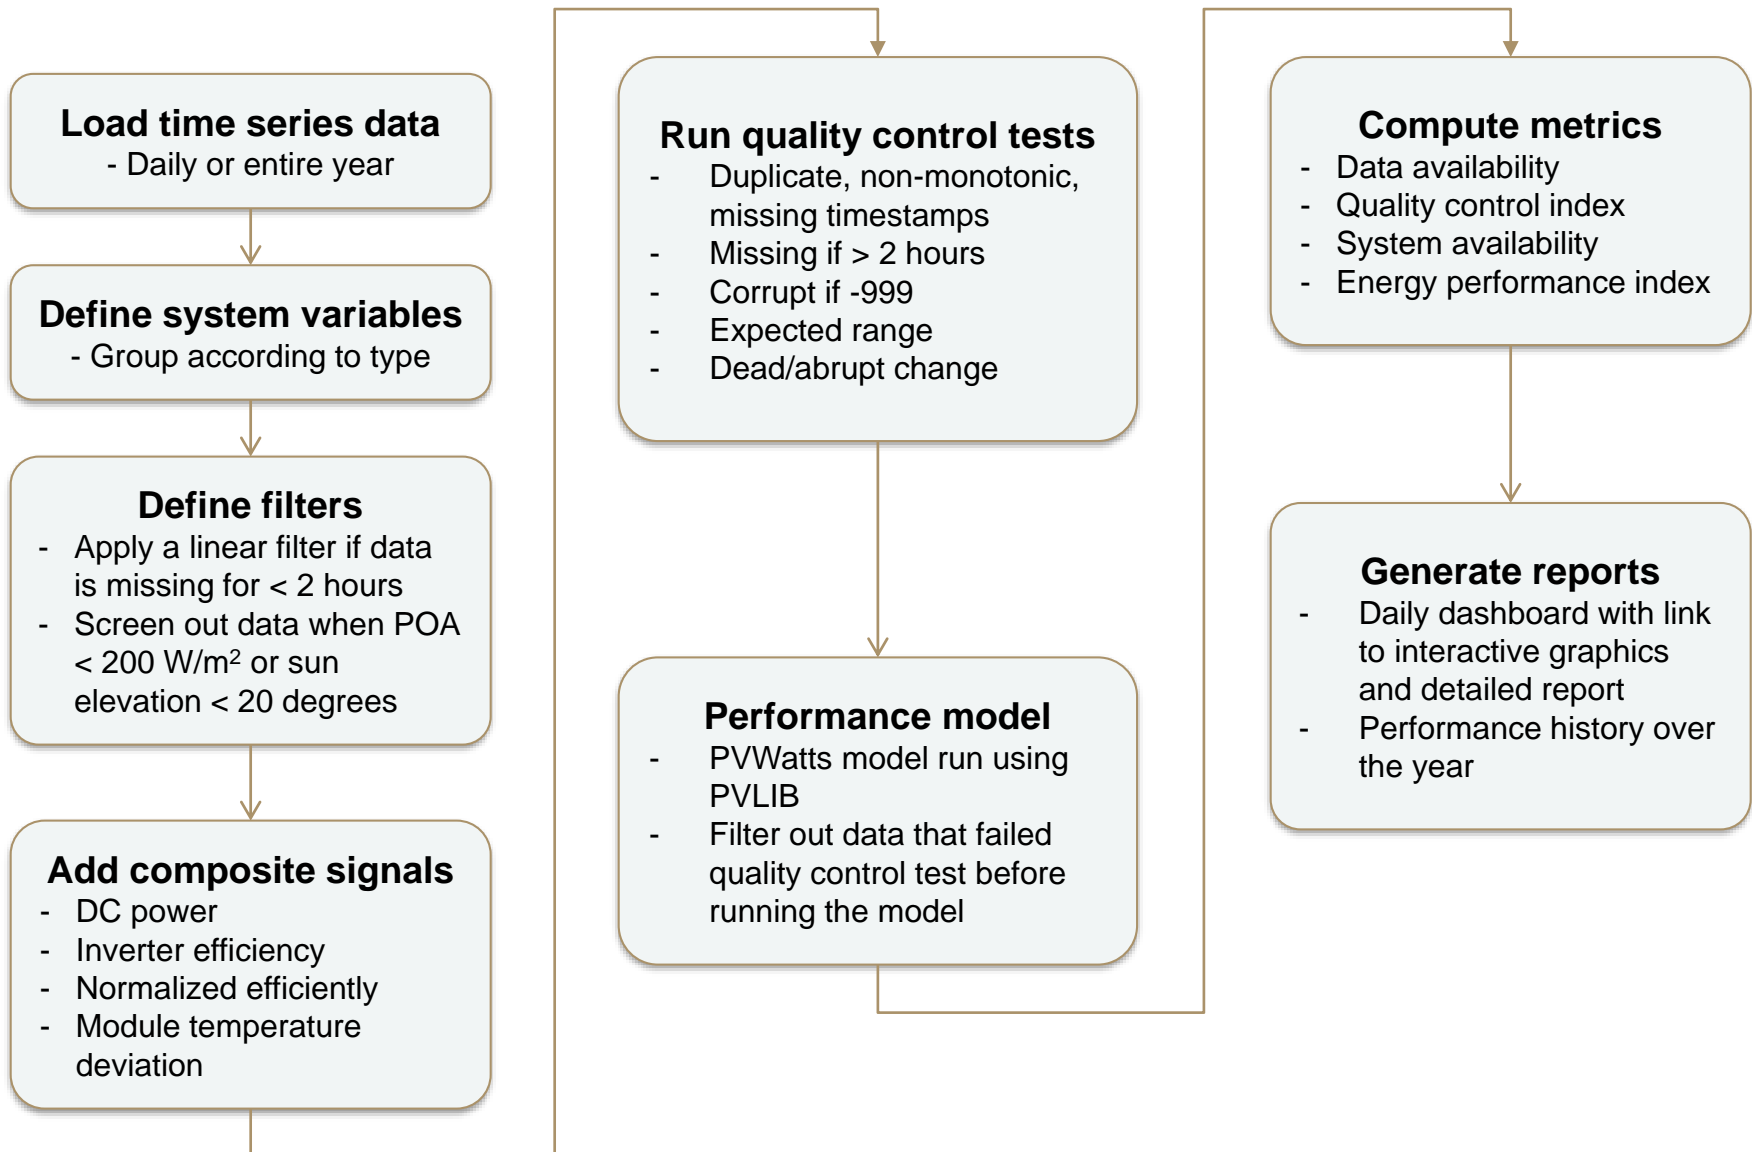 Load time series data
- Daily or entire year
Define system variables
- Group according to type
Define filters
- Apply a linear filter if data
is missing for < 2 hours
- Screen out data when POA
< 200 W/m² or sun
elevation < 20 degrees
Add composite signals
- DC power
- Inverter efficiency
- Normalized efficiently
- Module temperature
deviation
Run quality control tests
- Duplicate, non-monotonic,
missing timestamps
- Missing if > 2 hours
- Corrupt if -999
- Expected range
- Dead/abrupt change
Performance model
- PVWatts model run using
PVLIB
- Filter out data that failed
quality control test before
running the model
Compute metrics
- Data availability
- Quality control index
- System availability
- Energy performance index
Generate reports
- Daily dashboard with link
to interactive graphics
and detailed report
- Performance history over
the year